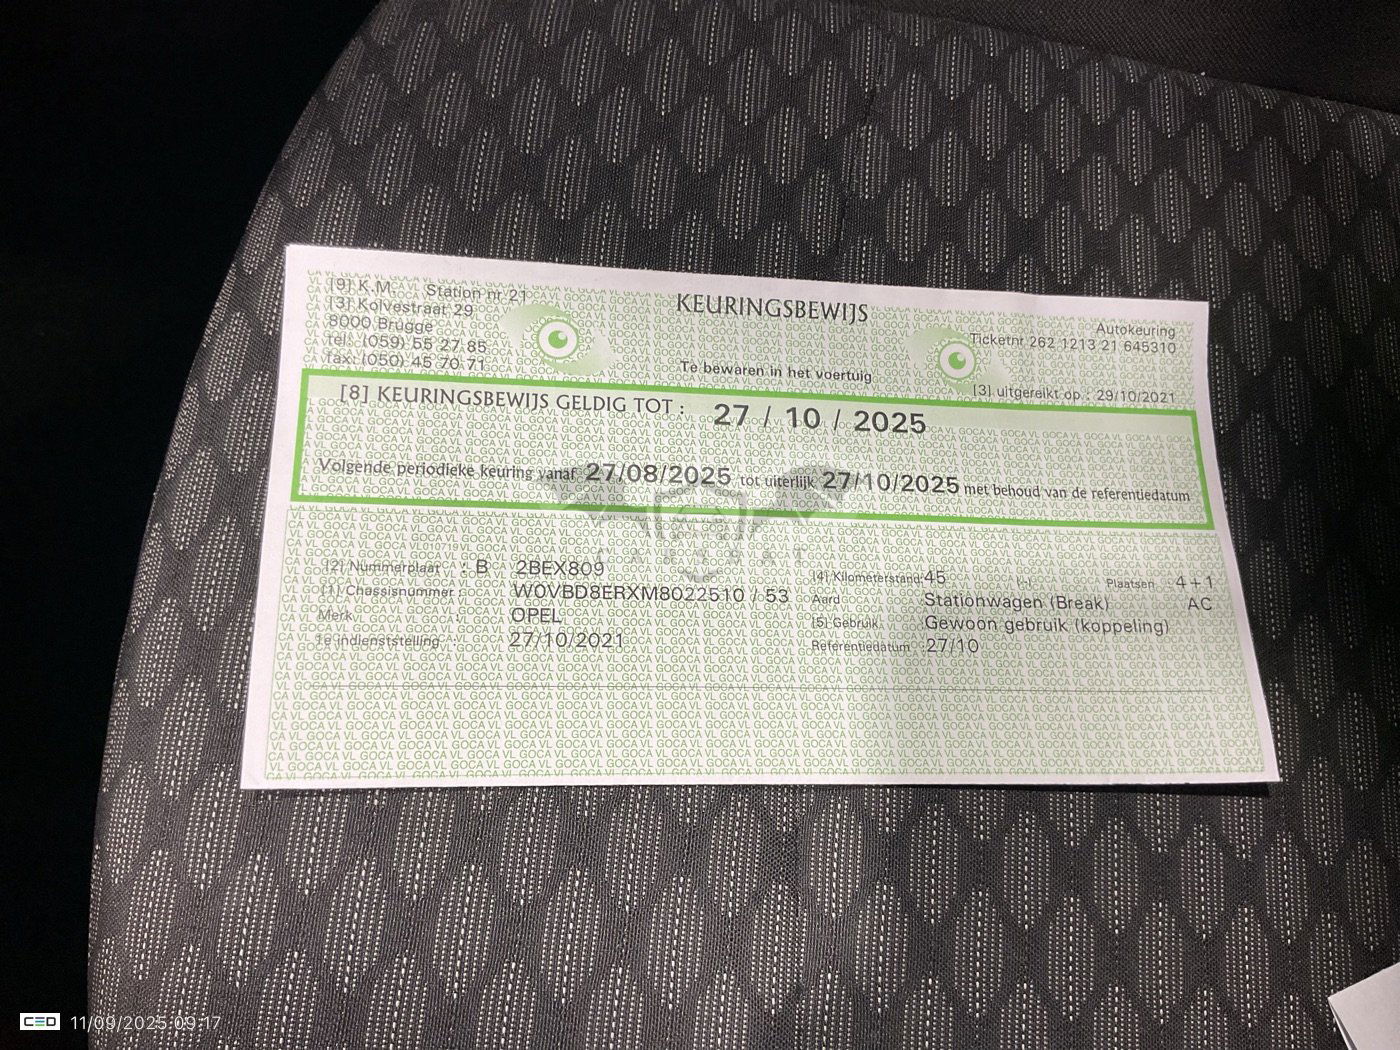 [9] K.M. Station nr 21
[3] Kolvestraat 29
8000 Brugge
tel.: (059) 55 27 85
fax: (050) 45 70 71
KEURINGSBEWIJS
Te bewaren in het voertuig
Autokeuring
Ticketnr 262 1213 21 645310
[3] uitgereikt op : 29/10/2021
[8] KEURINGSBEWIJS GELDIG TOT : 27 / 10 / 2025
Volgende periodieke keuring vanaf 27/08/2025 tot uiterlijk 27/10/2025 met behoud van de referentiedatum
[2] Nummerplaat : B 2BEX809
[1] Chassisnummer : W0VBD8ERXM8022510 / 53
Merk : OPEL
1e indienststelling : 27/10/2021
[4] Kilometerstand: 45 Plaatsen : 4 + 1
Aard : Stationwagen (Break) AC
[5] Gebruik : Gewoon gebruik (koppeling)
Referentiedatum : 27/10
CED 11/09/2025 09:17